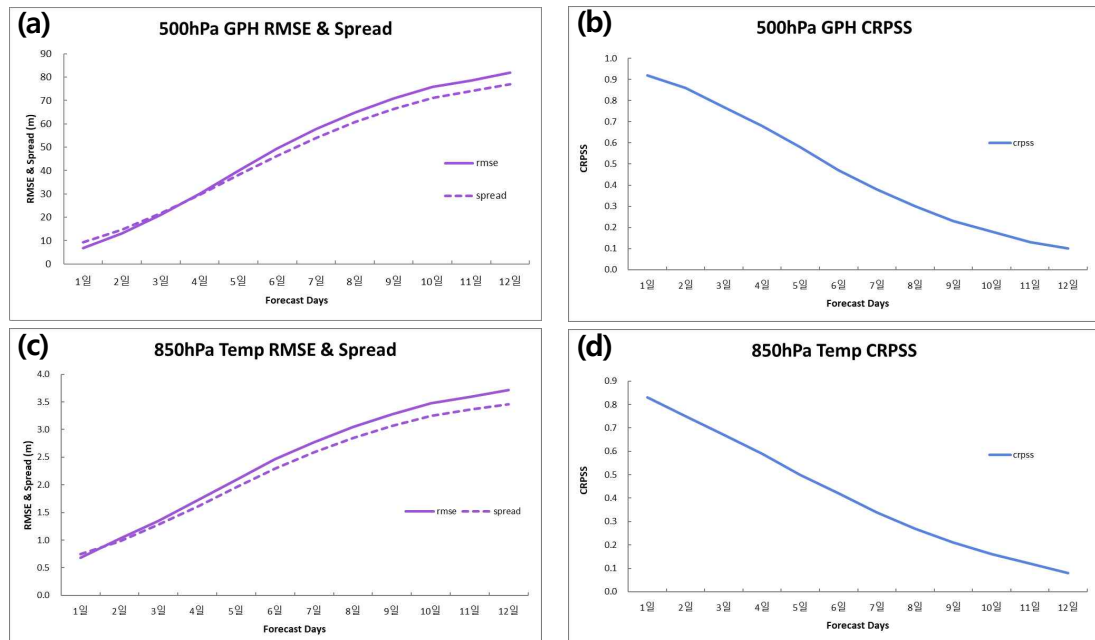 (a)
500hPa GPH RMSE & Spread
RMSE & Spread (m)
90
80
70
60
50
40
30
20
10
0
rmse
spread
1일 2일 3일 4일 5일 6일 7일 8일 9일 10일 11일 12일
Forecast Days
(b)
500hPa GPH CRPSS
CRPSS
1.0
0.9
0.8
0.7
0.6
0.5
0.4
0.3
0.2
0.1
0.0
crpss
1일 2일 3일 4일 5일 6일 7일 8일 9일 10일 11일 12일
Forecast Days
(c)
850hPa Temp RMSE & Spread
RMSE & Spread (m)
4.0
3.5
3.0
2.5
2.0
1.5
1.0
0.5
0.0
rmse spread
1일 2일 3일 4일 5일 6일 7일 8일 9일 10일 11일 12일
Forecast Days
(d)
850hPa Temp CRPSS
CRPSS
0.9
0.8
0.7
0.6
0.5
0.4
0.3
0.2
0.1
0.0
crpss
1일 2일 3일 4일 5일 6일 7일 8일 9일 10일 11일 12일
Forecast Days